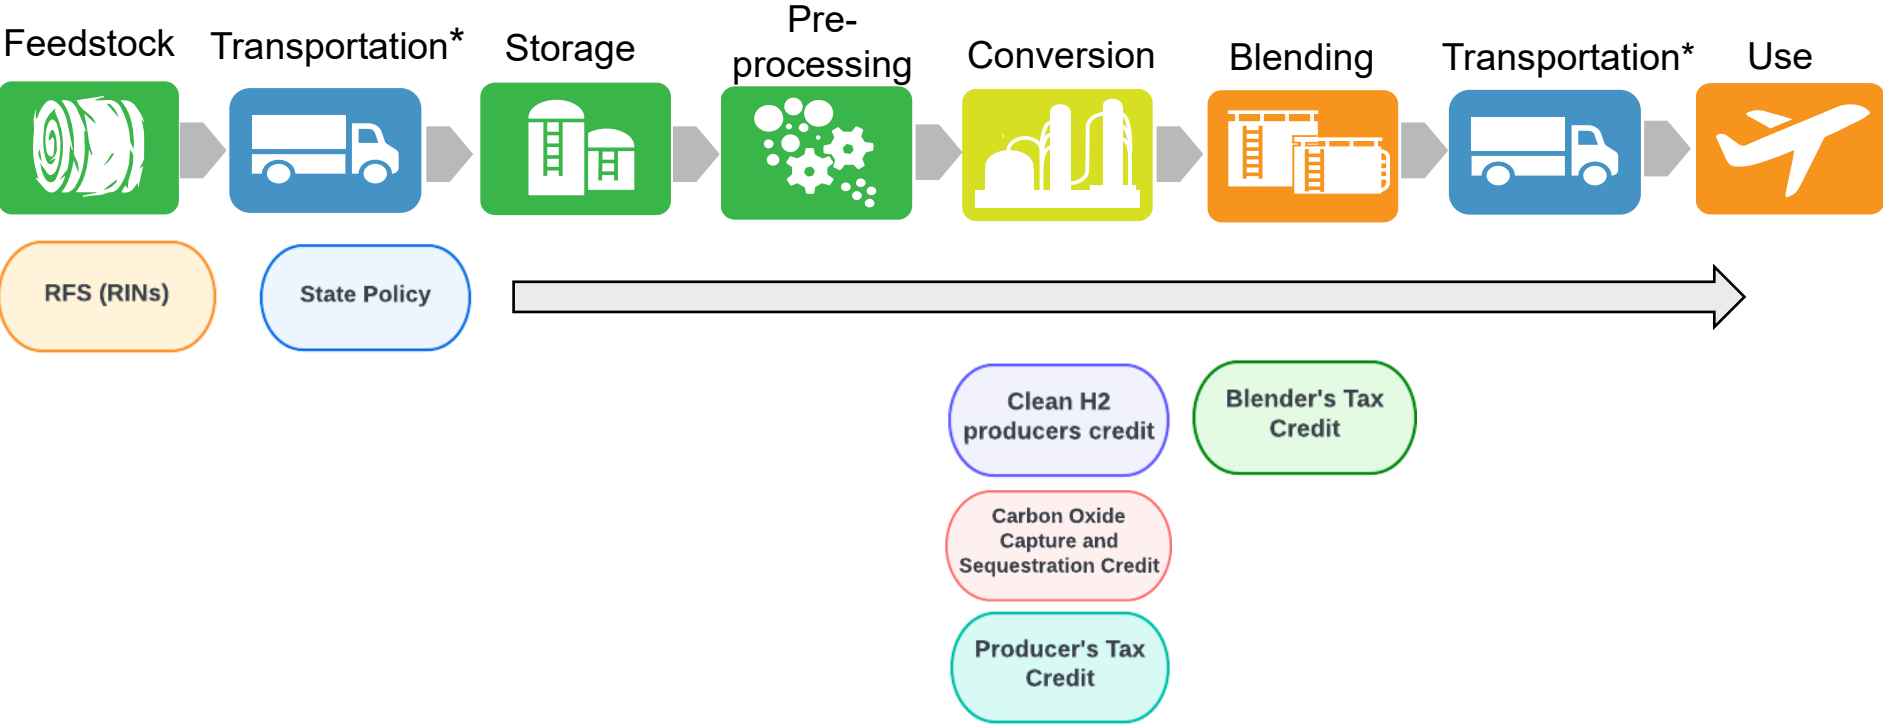 Feedstock
Transportation*
Storage
Pre-
processing
Conversion
Blending
Transportation*
Use
RFS (RINs)
State Policy
Clean H2
producers credit
Blender's Tax
Credit
Carbon Oxide
Capture and
Sequestration Credit
Producer's Tax
Credit